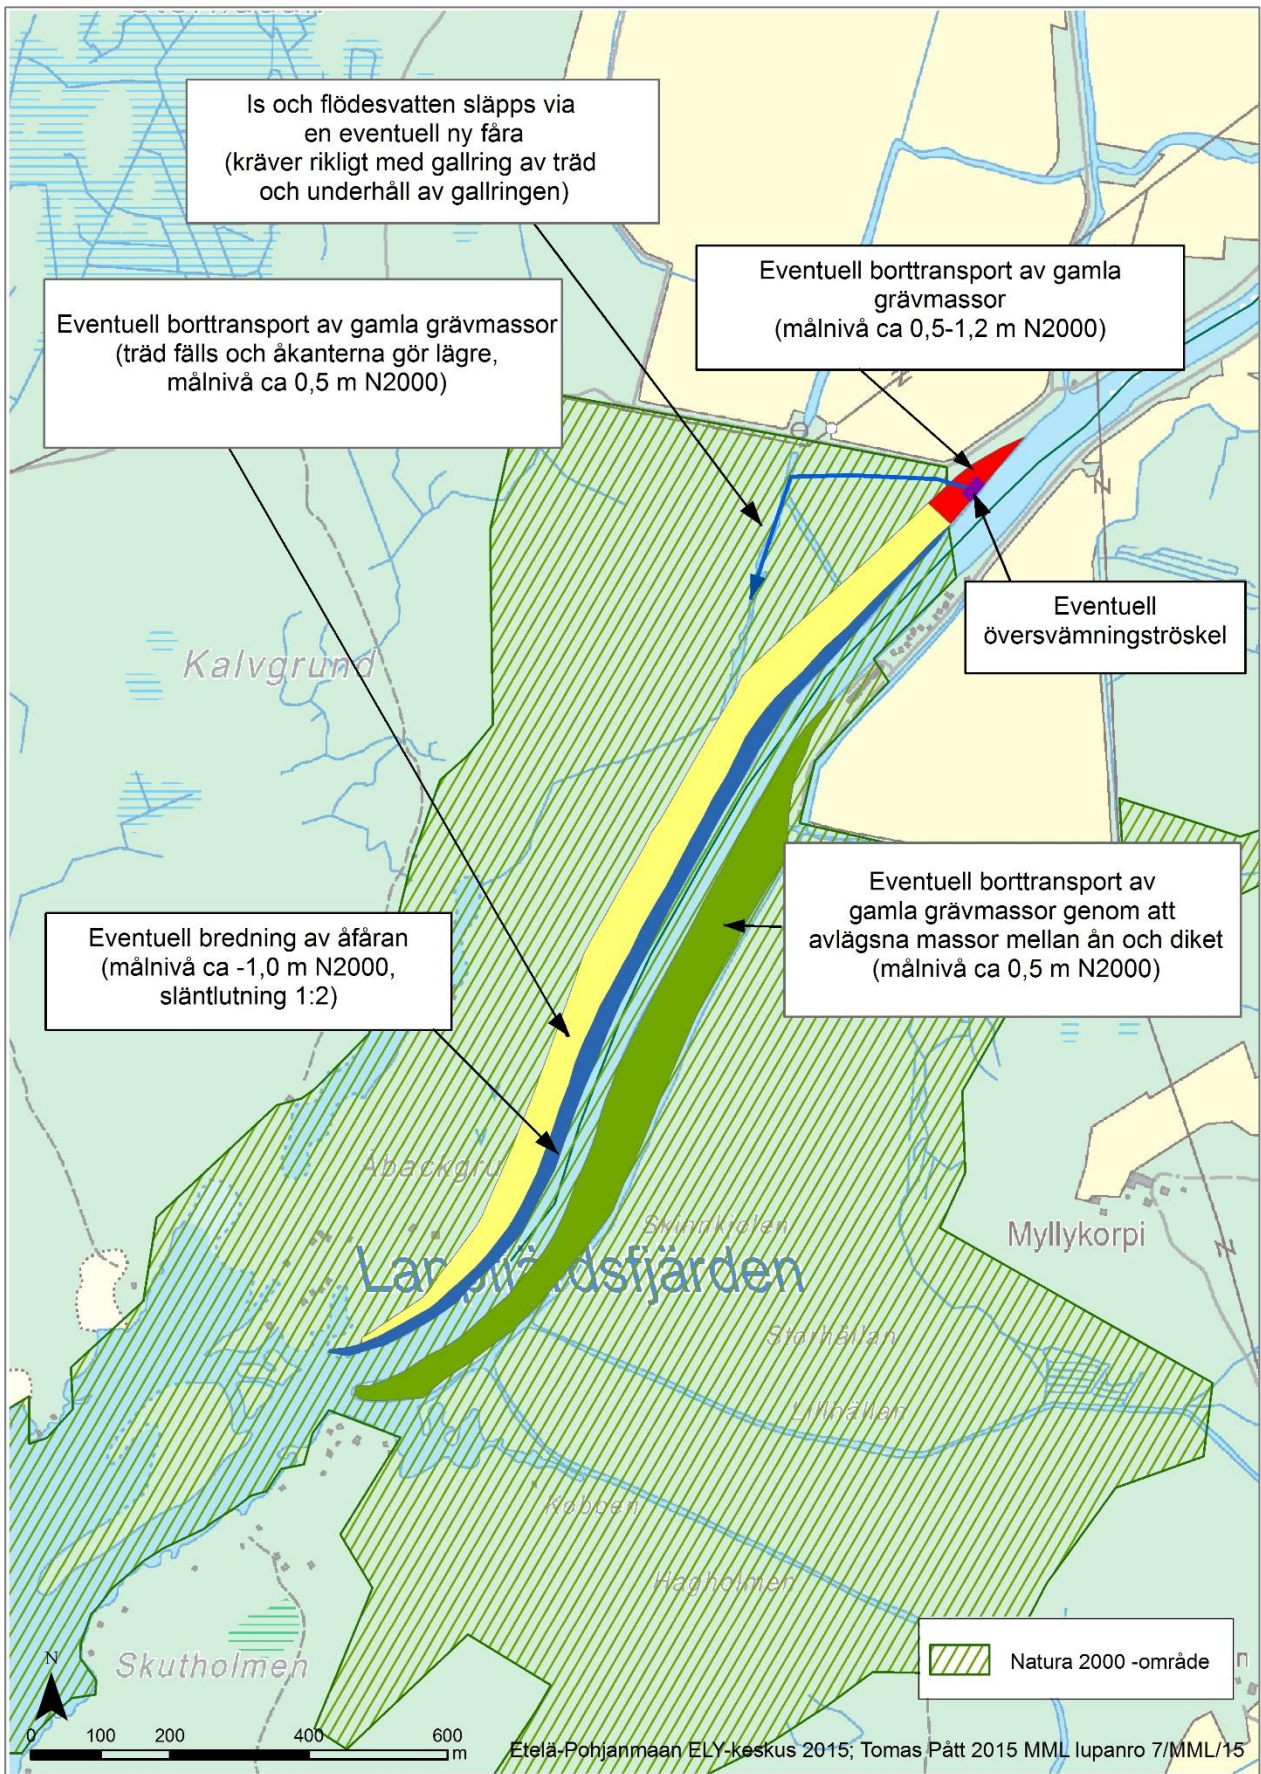 Is och flödesvatten släpps via
en eventuell ny fåra
(kräver rikligt med gallring av träd
och underhåll av gallringen)
Eventuell borttransport av gamla
grävmassor
(målnivå ca 0,5-1,2 m N2000)
Eventuell borttransport av gamla grävmassor
(träd fälls och åkanterna gör lägre,
målnivå ca 0,5 m N2000)
Eventuell
översvämningströskel
Kalvgrund
Eventuell borttransport av
gamla grävmassor genom att
avlägsna massor mellan ån och diket
(målnivå ca 0,5 m N2000)
Eventuell bredning av åfåran
(målnivå ca -1,0 m N2000,
släntlutning 1:2)
Åbackgru
Skinnkiolen
Myllykorpi
Lappfjärdsfjärden
Storhällan
Lillhällan
Kobben
Hagholmen
Skutholmen
Natura 2000 -område
N
0 100 200 400 600
m
Etelä-Pohjanmaan ELY-keskus 2015; Tomas Pått 2015 MML lupanro 7/MML/15